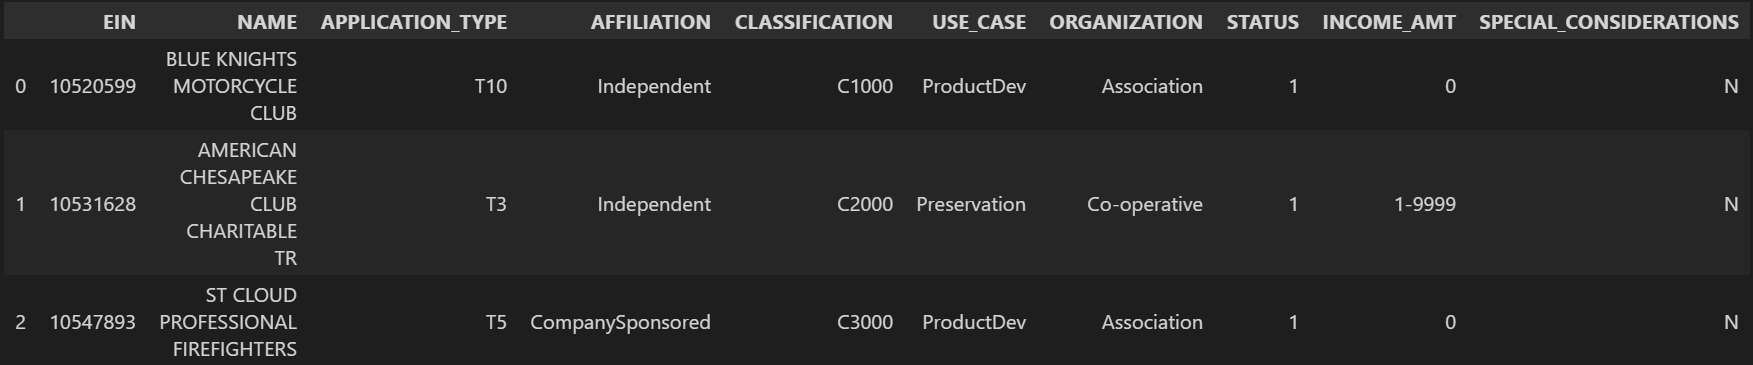 EIN NAME APPLICATION_TYPE AFFILIATION CLASSIFICATION USE_CASE ORGANIZATION STATUS INCOME_AMT SPECIAL_CONSIDERATIONS
BLUE KNIGHTS
0 10520599 MOTORCYCLE T10 Independent C1000 ProductDev Association 1 0 N
CLUB
AMERICAN
CHESAPEAKE
1 10531628 CLUB T3 Independent C2000 Preservation Co-operative 1 1-9999 N
CHARITABLE
TR
ST CLOUD
2 10547893 PROFESSIONAL T5 CompanySponsored C3000 ProductDev Association 1 0 N
FIREFIGHTERS